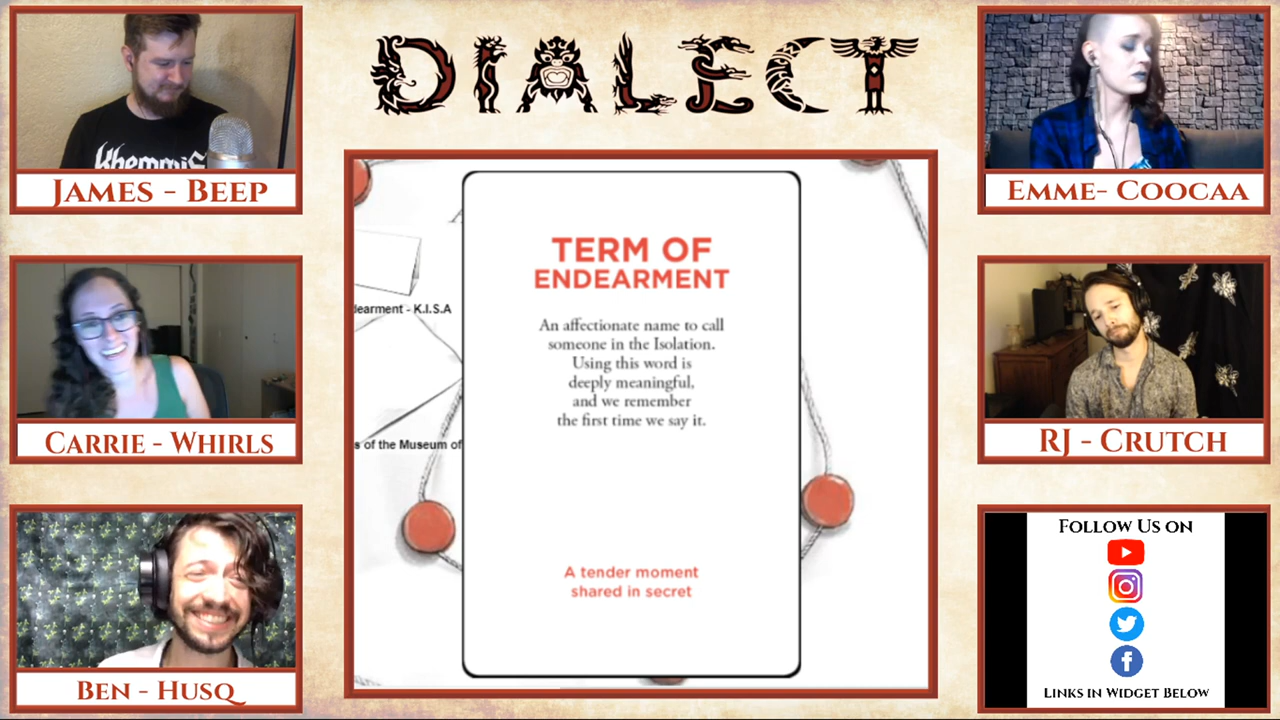 DIALECT
Khemmis
JAMES - BEEP
EMME- COOCAA
CARRIE - WHIRLS
RJ - CRUTCH
BEN - HUSQ
TERM OF
ENDEARMENT
An affectionate name to call
someone in the Isolation.
Using this word is
deeply meaningful,
and we remember
the first time we say it.
A tender moment
shared in secret
earment - K.I.S.A
s of the Museum of
FOLLOW US ON
LINKS IN WIDGET BELOW